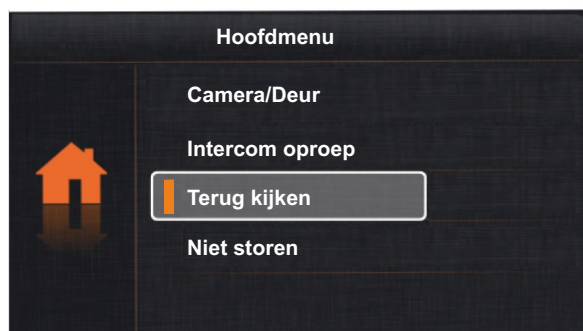 Hoofdmenu
Camera/Deur
Intercom oproep
Terug kijken
Niet storen